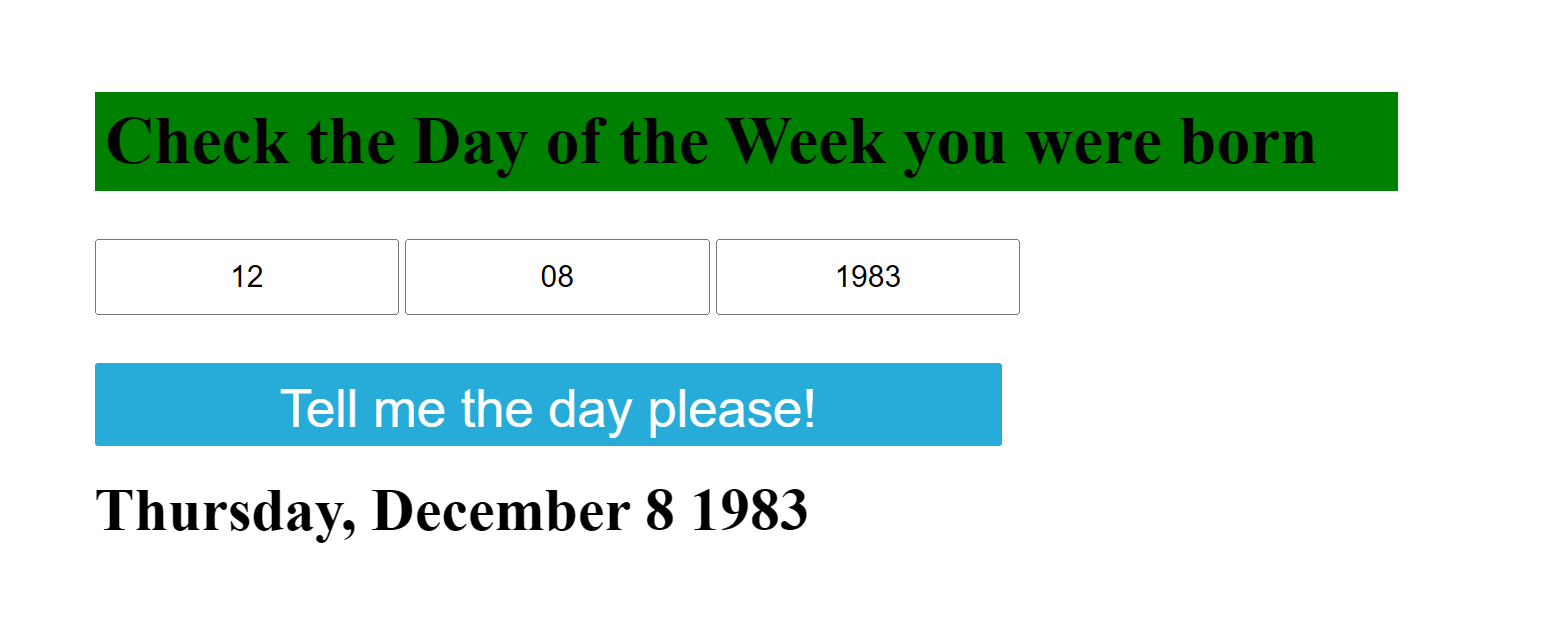 Check the Day of the Week you were born
12 08 1983
Tell me the day please!
Thursday, December 8 1983